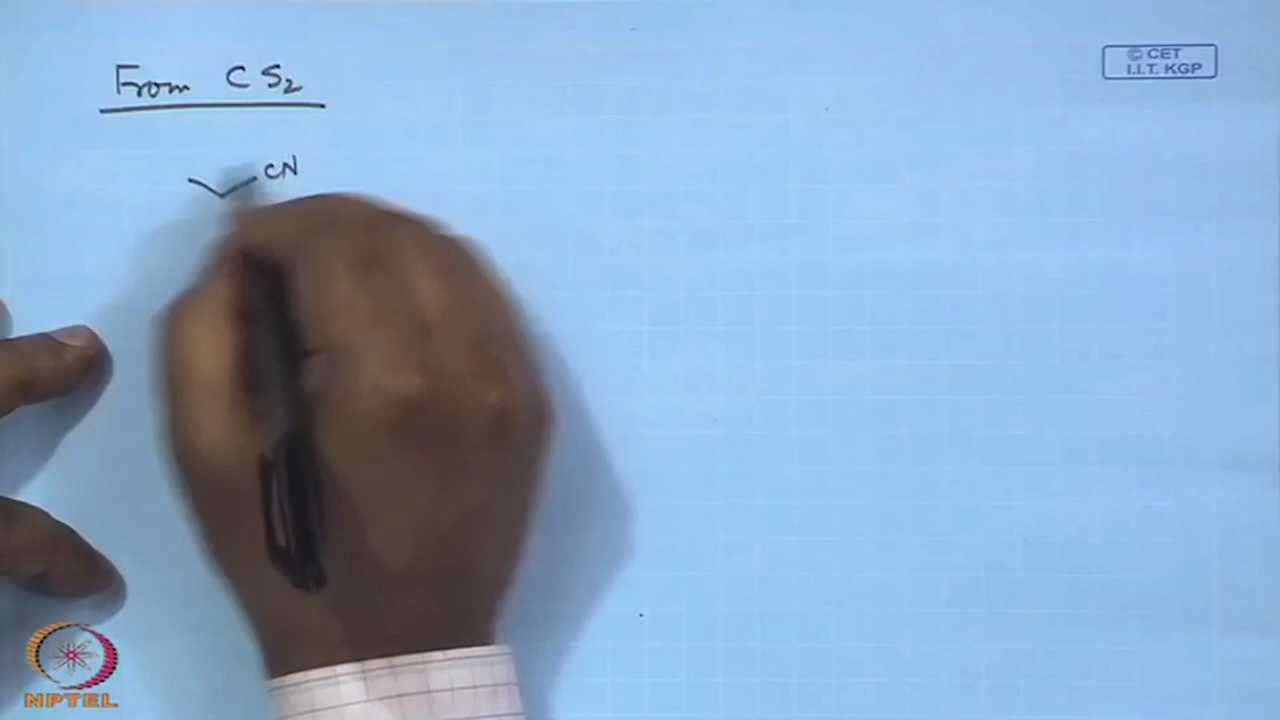 From CS2
© CET
I.I.T. KGP
CN
NPTEL